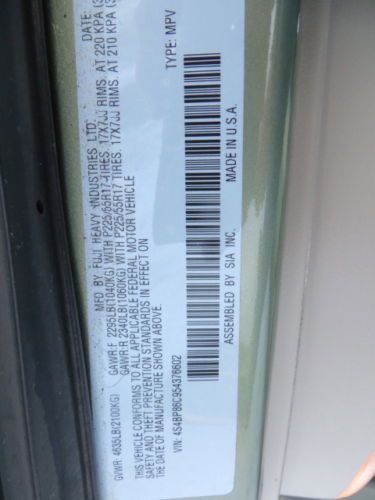 MFD. BY: FUJI HEAVY INDUSTRIES LTD. DATE:
GVWR: 4635LB(2100KG) GAWR:F 2295LB(1040KG) WITH P225/55R17 TIRES, 17X7JJ RIMS, AT 220 KPA
GAWR:R 2340LB(1060KG) WITH P225/55R17 TIRES, 17X7JJ RIMS, AT 210 KPA
THIS VEHICLE CONFORMS TO ALL APPLICABLE FEDERAL MOTOR VEHICLE
SAFETY AND THEFT PREVENTION STANDARDS IN EFFECT ON
THE DATE OF MANUFACTURE SHOWN ABOVE.
VIN: 4S4BP86C954376602 TYPE: MPV
ASSEMBLED BY SIA INC. MADE IN U.S.A.